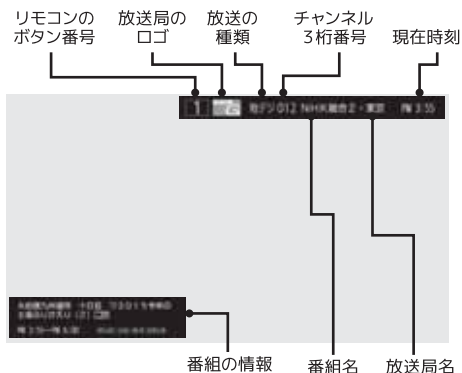 リモコンの
ボタン番号
放送局の
ロゴ
放送の
種類
チャンネル
3桁番号
現在時刻
1
地デジ 012 NHK総合2・東京 PM 3:55
番組の情報
番組名
放送局名